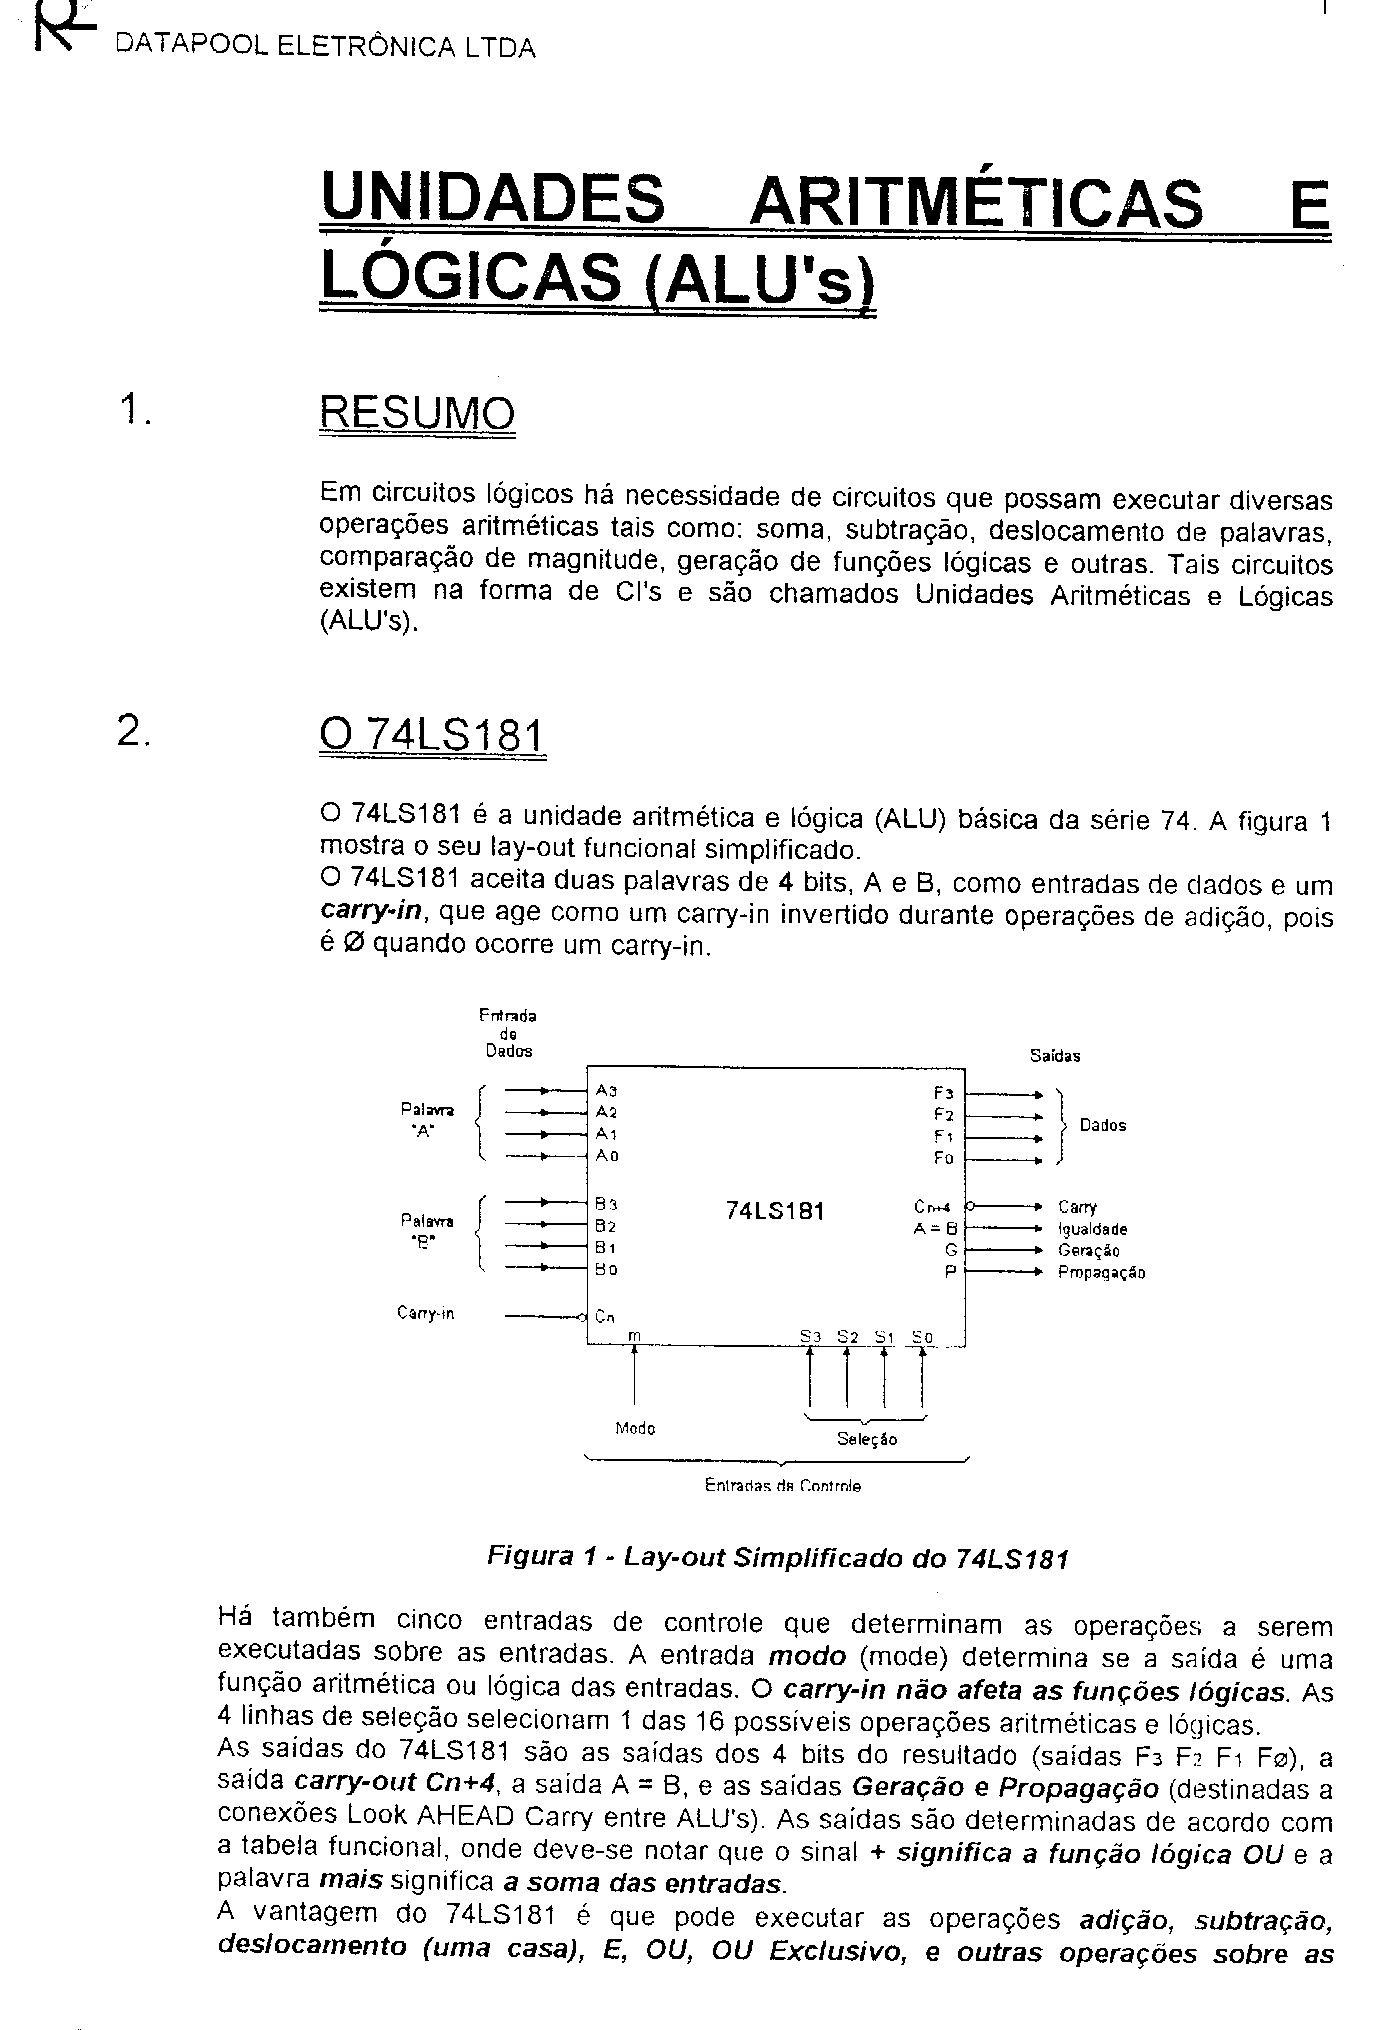 DATAPOOL ELETRÔNICA LTDA
UNIDADES ARITMÉTICAS E
LÓGICAS (ALU's)
1. RESUMO
Em circuitos lógicos há necessidade de circuitos que possam executar diversas
operações aritméticas tais como: soma, subtração, deslocamento de palavras,
comparação de magnitude, geração de funções lógicas e outras. Tais circuitos
existem na forma de CI's e são chamados Unidades Aritméticas e Lógicas
(ALU's).
2. O 74LS181
O 74LS181 é a unidade aritmética e lógica (ALU) básica da série 74. A figura 1
mostra o seu lay-out funcional simplificado.
O 74LS181 aceita duas palavras de 4 bits, A e B, como entradas de dados e um
carry-in, que age como um carry-in invertido durante operações de adição, pois
é Ø quando ocorre um carry-in.
Entrada
de
Dados
Saídas
Palavra
"A"
A3
A2
A1
A0
F3
F2
F1
F0
Dados
Palavra
"B"
B3
B2
B1
B0
74LS181
Cn+4
A = B
G
P
Carry
Igualdade
Geração
Propagação
Carry-in
Cn
m
S3 S2 S1 S0
Modo
Seleção
Entradas de Controle
Figura 1 - Lay-out Simplificado do 74LS181
Há também cinco entradas de controle que determinam as operações a serem
executadas sobre as entradas. A entrada modo (mode) determina se a saída é uma
função aritmética ou lógica das entradas. O carry-in não afeta as funções lógicas. As
4 linhas de seleção selecionam 1 das 16 possíveis operações aritméticas e lógicas.
As saídas do 74LS181 são as saídas dos 4 bits do resultado (saídas F3 F2 F1 Fø), a
saída carry-out Cn+4, a saída A = B, e as saídas Geração e Propagação (destinadas a
conexões Look AHEAD Carry entre ALU's). As saídas são determinadas de acordo com
a tabela funcional, onde deve-se notar que o sinal + significa a função lógica OU e a
palavra mais significa a soma das entradas.
A vantagem do 74LS181 é que pode executar as operações adição, subtração,
deslocamento (uma casa), E, OU, OU Exclusivo, e outras operações sobre as